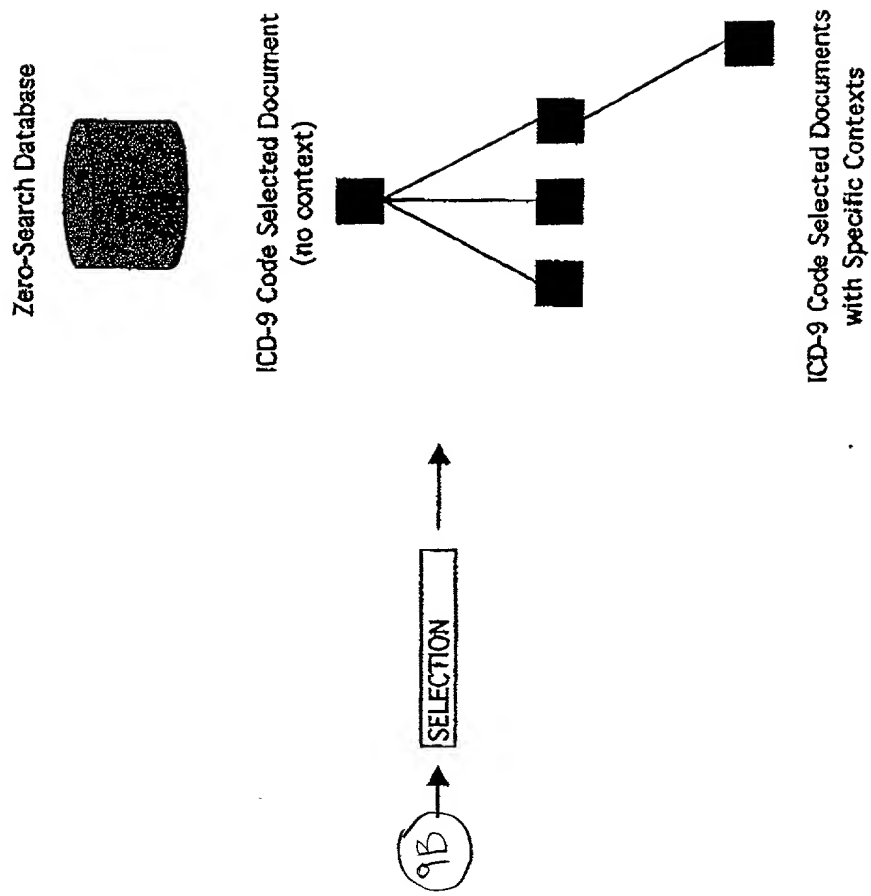 Zero-Search Database
ICD-9 Code Selected Document
(no context)
9B
SELECTION
ICD-9 Code Selected Documents
with Specific Contexts